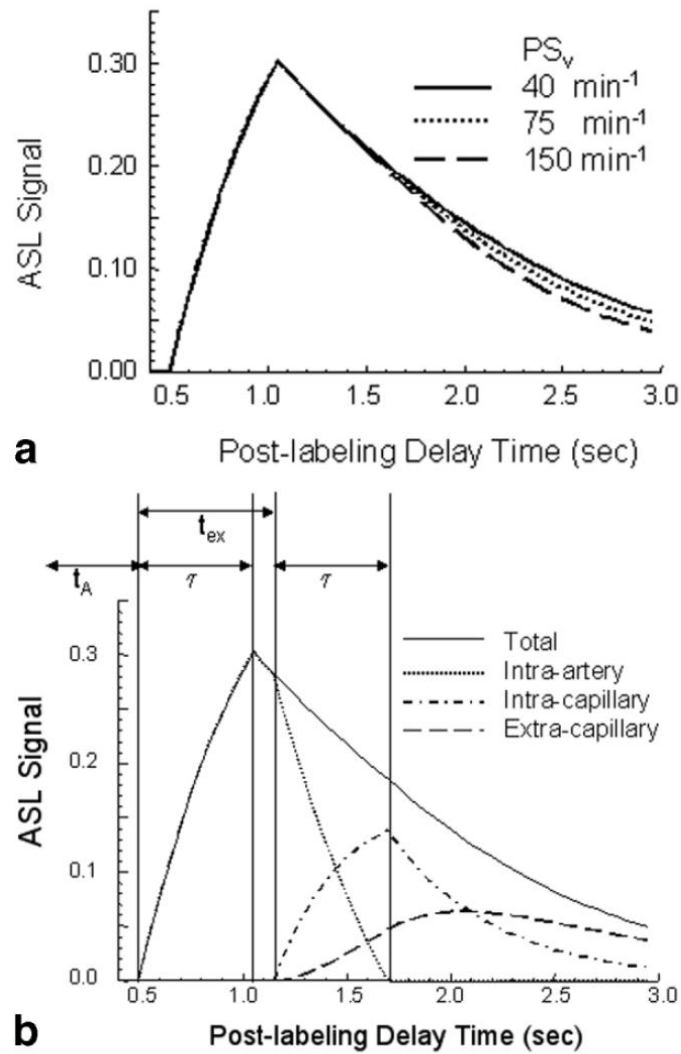 PSv
0.30
40 min-1
75 min-1
150 min-1
0.20
ASL Signal
0.10
0.00
0.5 1.0 1.5 2.0 2.5 3.0
a Post-labeling Delay Time (sec)
tex
tA τ τ
Total
0.3
Intra-artery
Intra-capillary
Extra-capillary
0.2
ASL Signal
0.1
0.0
0.5 1.0 1.5 2.0 2.5 3.0
b Post-labeling Delay Time (sec)